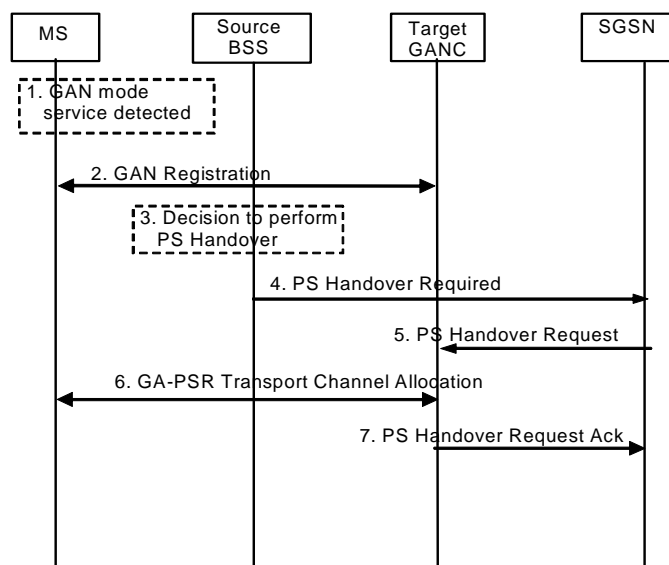 MS
Source
BSS
Target
GANC
SGSN
1. GAN mode
service detected
2. GAN Registration
3. Decision to perform
PS Handover
4. PS Handover Required
5. PS Handover Request
6. GA-PSR Transport Channel Allocation
7. PS Handover Request Ack